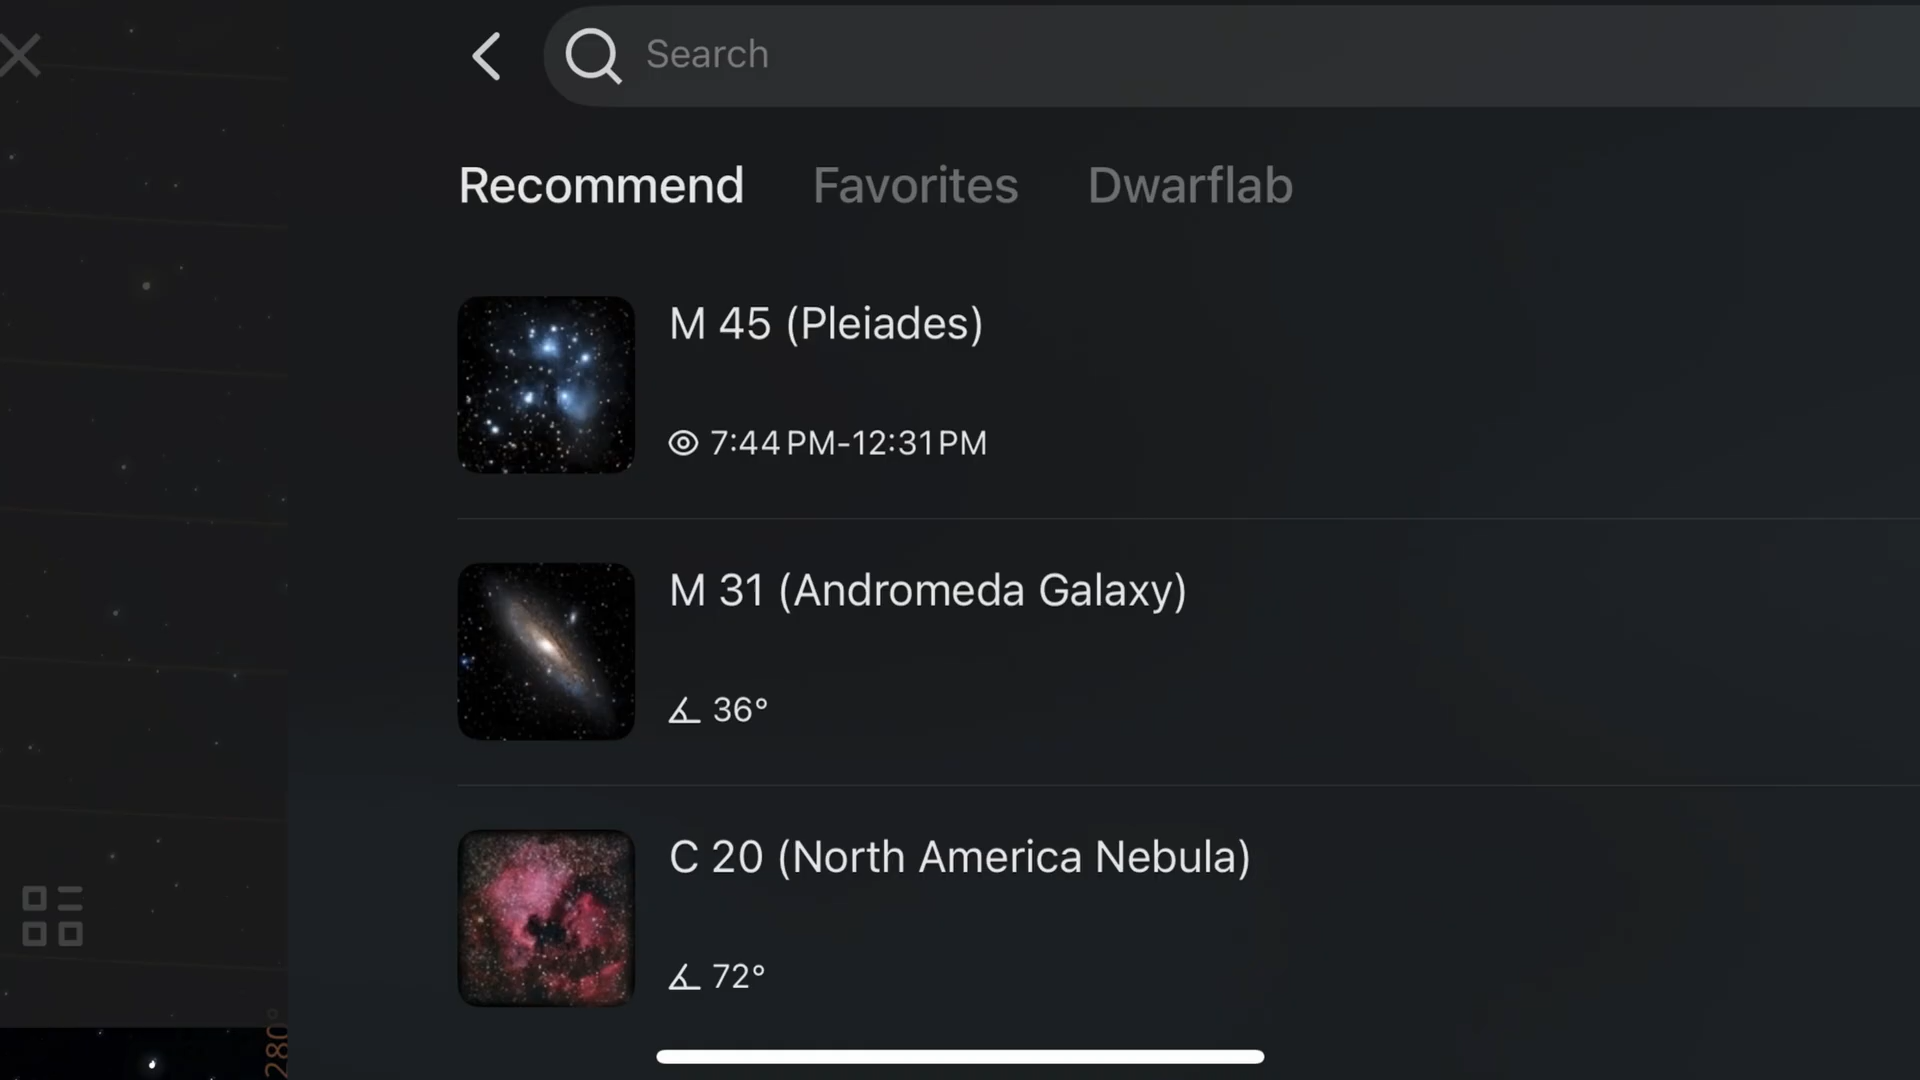 Search
Recommend Favorites Dwarflab
M 45 (Pleiades)
7:44 PM-12:31 PM
M 31 (Andromeda Galaxy)
36°
C 20 (North America Nebula)
72°
280°